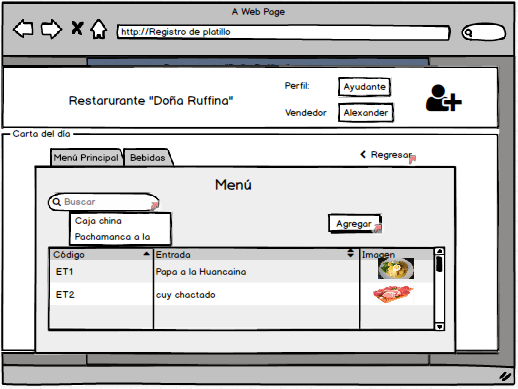 A Web Page
http://Registro de platillo
Perfil:
Ayudante
Restarurante "Doña Ruffina"
Vendedor
Alexander
Carta del día
Menú Principal
Bebidas
Regresar
Menú
Buscar
Caja china
Pachamanca a la
Agregar
Código
Entrada
Imagen
ET1
Papa a la Huancaina
ET2
cuy chactado